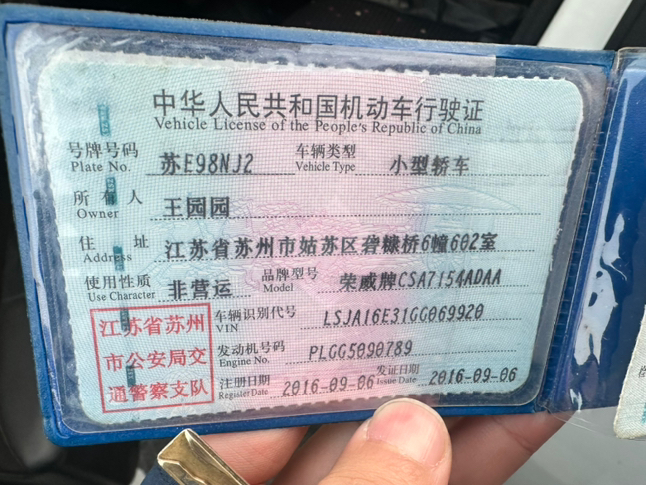 中华人民共和国机动车行驶证
Vehicle License of the People's Republic of China
号牌号码 苏E98NJ2 车辆类型 小型轿车
Plate No. Vehicle Type
所有人 王园园
Owner
住址 江苏省苏州市姑苏区碧糠桥6幢602室
Address
使用性质 非营运 品牌型号 荣威牌CSA7154ADAA
Use Character Model
江苏省苏州
市公安局交
通警察支队
车辆识别代号 LSJA16E31GG069920
VIN
发动机号码 PLGG5090789
Engine No.
注册日期 2016-09-06 发证日期 2016-09-06
Register Date Issue Date